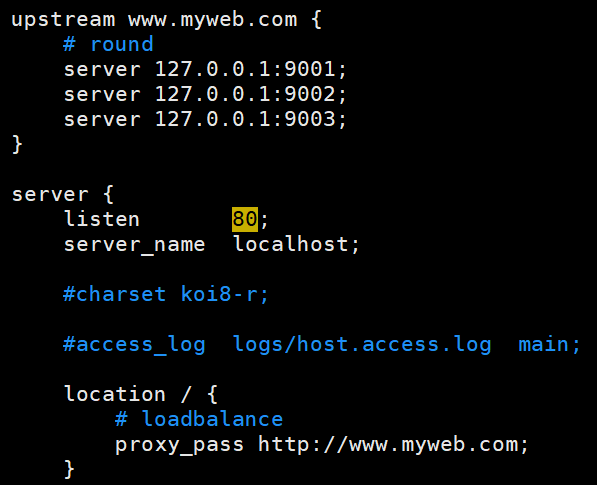 upstream www.myweb.com {
    # round
    server 127.0.0.1:9001;
    server 127.0.0.1:9002;
    server 127.0.0.1:9003;
}

server {
    listen       80;
    server_name  localhost;

    #charset koi8-r;

    #access_log  logs/host.access.log  main;

    location / {
        # loadbalance
        proxy_pass http://www.myweb.com;
    }